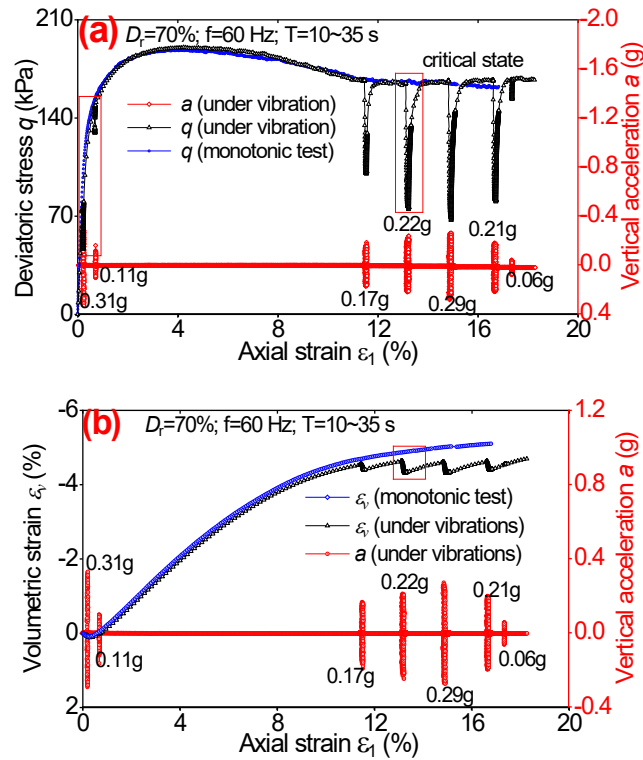 (a)
Dr=70%; f=60 Hz; T=10~35 s
critical state
a (under vibration)
q (under vibration)
q (monotonic test)
0.22g
0.21g
0.11g
0.31g
0.17g
0.29g
0.06g
Deviatoric stress q (kPa)
210
140
70
0
Vertical acceleration a (g)
-2.0
-1.6
-1.2
-0.8
-0.4
0.0
0.4
0
4
8
12
16
20
Axial strain ε1 (%)
(b)
Dr=70%; f=60 Hz; T=10~35 s
εv (monotonic test)
εv (under vibrations)
a (under vibrations)
0.31g
0.22g
0.21g
0.11g
0.17g
0.06g
0.29g
Volumetric strain εv (%)
-6
-4
-2
0
2
Vertical acceleration a (g)
1.2
0.8
0.4
0.0
-0.4
0
4
8
12
16
20
Axial strain ε1 (%)